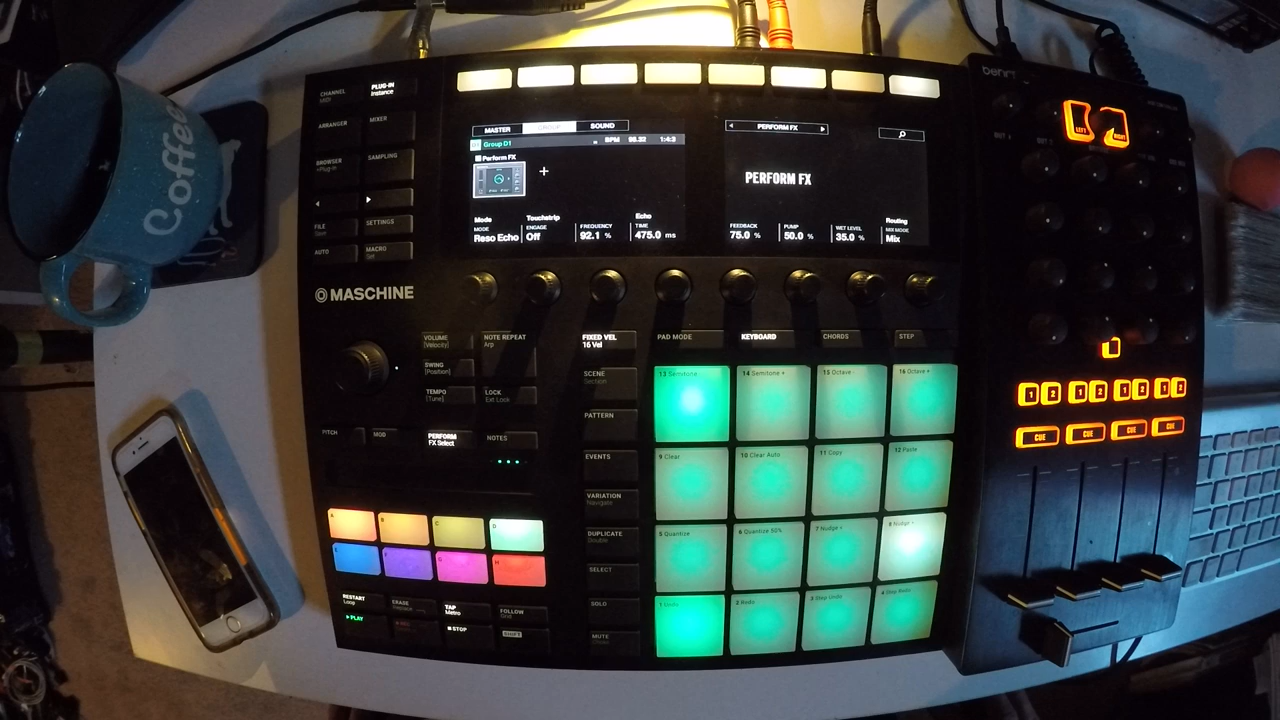 Coffee
CHANNEL
MIDI
PLUG-IN
Instance
ARRANGER
MIXER
BROWSER
+Plug-in
SAMPLING
FILE
Save
SETTINGS
AUTO
MACRO
Set
MASCHINE
MASTER
GROUP
SOUND
Group D1
BPM
1:4:3
Perform FX
+
Mode
MODE
Reso Echo
Touchstrip
ENGAGE
Off
FREQUENCY
92.1 %
Echo
TIME
475.0 ms
PERFORM FX
PERFORM FX
FEEDBACK
75.0 %
PUMP
50.0 %
WET LEVEL
35.0 %
Routing
MIX MODE
Mix
VOLUME
[Velocity]
NOTE REPEAT
Arp
SWING
[Position]
TEMPO
[Tune]
LOCK
Ext Lock
PITCH
MOD
PERFORM
FX Select
NOTES
FIXED VEL
16 Vel
PAD MODE
KEYBOARD
CHORDS
STEP
SCENE
Section
PATTERN
EVENTS
VARIATION
Navigate
DUPLICATE
Double
SELECT
SOLO
MUTE
13 Semitone -
14 Semitone +
15 Octave -
16 Octave +
9 Clear
10 Clear Auto
11 Copy
12 Paste
5 Quantize
6 Quantize 50%
7 Nudge <
8 Nudge >
1 Undo
2 Redo
3 Step Undo
4 Step Redo
A
B
C
D
E
F
G
H
RESTART
Loop
ERASE
Replace
TAP
Metro
FOLLOW
Grid
PLAY
REC
STOP
SHIFT
LEFT
RIGHT
1 2 1 2 1 2 1 2
CUE CUE CUE CUE